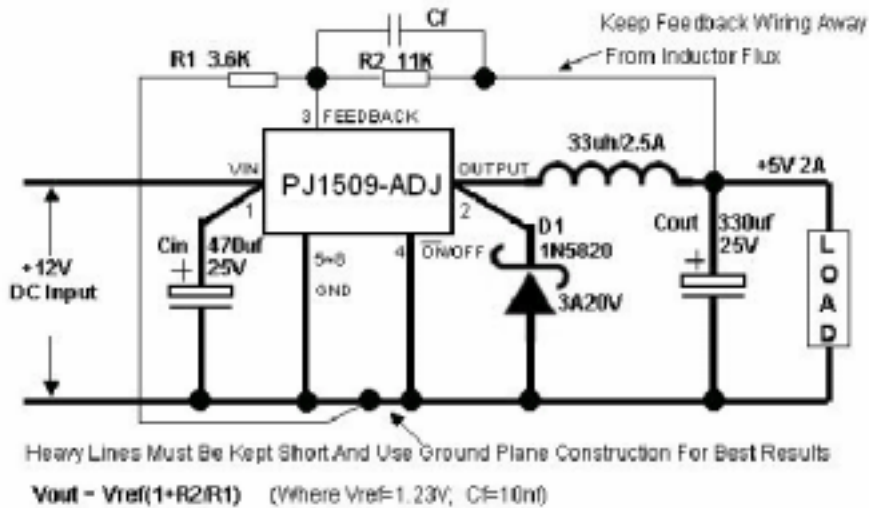 Cf
Keep Feedback Wiring Away
From Inductor Flux
R1 3.6K
R2 11K
3 FEEDBACK
33uh/2.5A
VIN
PJ1509-ADJ
OUTPUT
+5V 2A
1
2
D1
1N5820
3A20V
Cin
470uf
25V
+
5~8
GND
4
ON/OFF
Cout
330uf
25V
+
LOAD
+12V
DC Input
Heavy Lines Must Be Kept Short And Use Ground Plane Construction For Best Results
Vout = Vref(1+R2/R1) (Where Vref=1.23V; Cf=10nf)